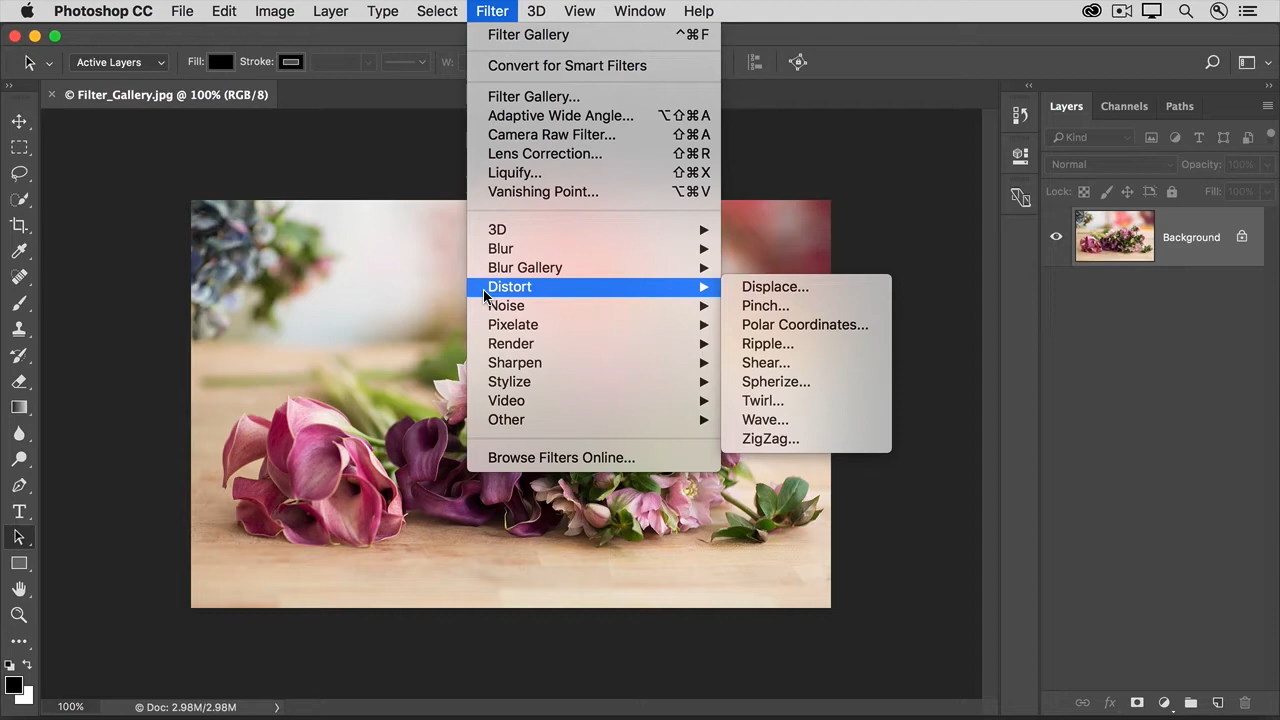 Photoshop CC File Edit Image Layer Type Select Filter 3D View Window Help
Active Layers Fill: Stroke: W:
© Filter_Gallery.jpg @ 100% (RGB/8)
Filter Gallery ^⌘F
Convert for Smart Filters
Filter Gallery...
Adaptive Wide Angle... ⌥⇧⌘A
Camera Raw Filter... ⇧⌘A
Lens Correction... ⇧⌘R
Liquify... ⇧⌘X
Vanishing Point... ⌥⌘V
3D
Blur
Blur Gallery
Distort
Noise
Pixelate
Render
Sharpen
Stylize
Video
Other
Browse Filters Online...
Displace...
Pinch...
Polar Coordinates...
Ripple...
Shear...
Spherize...
Twirl...
Wave...
ZigZag...
Layers Channels Paths
Kind
Normal Opacity: 100%
Lock: Fill: 100%
Background
100% © Doc: 2.98M/2.98M